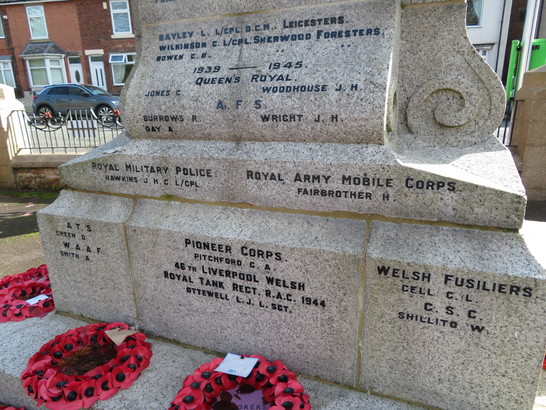 BAYLEY L. L/CPL. D.C.M., LEICESTERS.
WILKINSON C. L/CPL. SHERWOOD FORESTERS.
BOWEN C.B.
1939 — 1945.
QUEEN'S ROYAL.
JONES C. WOODHOUSE J.H.
A.F.S.
BURROWS R. WRIGHT J.H.
DAY A.
ROYAL MILITARY POLICE.
HAWKINS J.H.C. L/CPL.
ROYAL ARMY MOBILE CORPS.
FAIRBROTHER H.
A.T.S.
GREEN D.
W.A.A.F.
SMITH A.
PIONEER CORPS.
PITCHFORD C.A.
46TH LIVERPOOL WELSH
ROYAL TANK RECT. R.A.C. 1944
OTTEWELL L.J.L. SGT.
WELSH FUSILIERS.
CELL C.L.
G.S.C.
SHILLITO W.